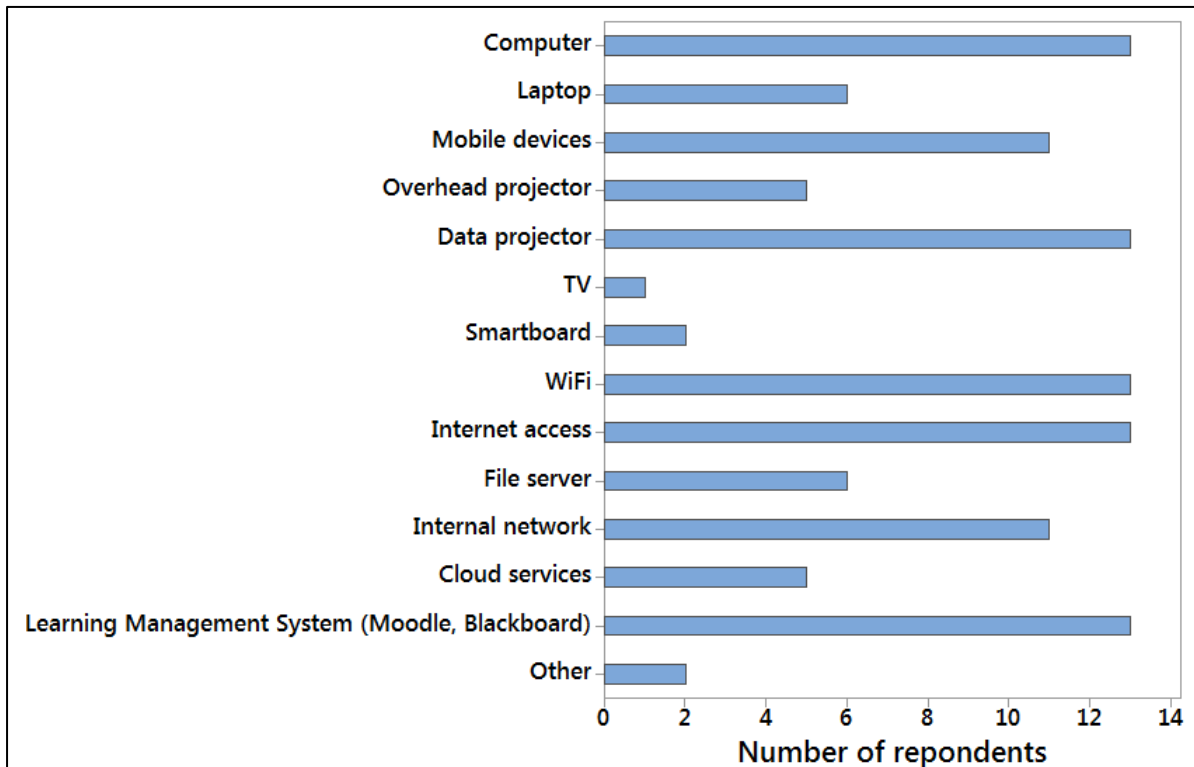 Computer
Laptop
Mobile devices
Overhead projector
Data projector
TV
Smartboard
WiFi
Internet access
File server
Internal network
Cloud services
Learning Management System (Moodle, Blackboard)
Other
0 2 4 6 8 10 12 14
Number of repondents